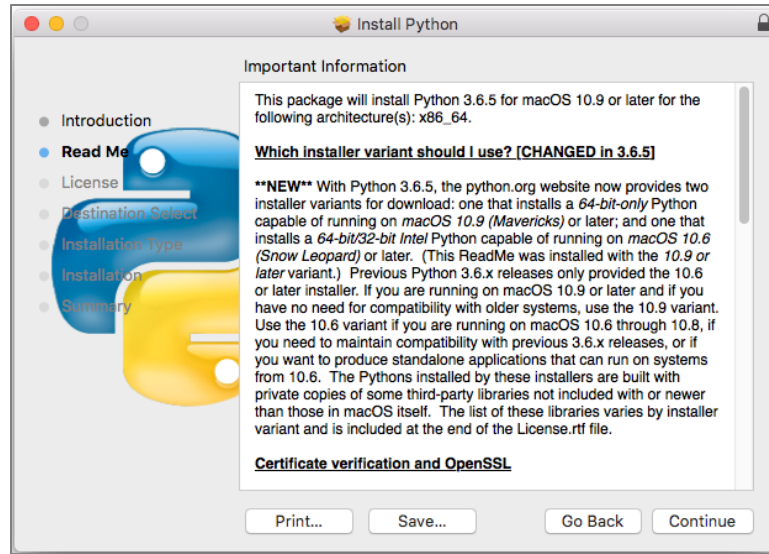 Install Python
Important Information
Introduction
Read Me
License
Destination Select
Installation Type
Installation
Summary
This package will install Python 3.6.5 for macOS 10.9 or later for the
following architecture(s): x86_64.
Which installer variant should I use? [CHANGED in 3.6.5]
**NEW** With Python 3.6.5, the python.org website now provides two
installer variants for download: one that installs a 64-bit-only Python
capable of running on macOS 10.9 (Mavericks) or later; and one that
installs a 64-bit/32-bit Intel Python capable of running on macOS 10.6
(Snow Leopard) or later.  (This ReadMe was installed with the 10.9 or
later variant.)  Previous Python 3.6.x releases only provided the 10.6
or later installer. If you are running on macOS 10.9 or later and if you
have no need for compatibility with older systems, use the 10.9 variant.
Use the 10.6 variant if you are running on macOS 10.6 through 10.8, if
you need to maintain compatibility with previous 3.6.x releases, or if
you want to produce standalone applications that can run on systems
from 10.6.  The Pythons installed by these installers are built with
private copies of some third-party libraries not included with or newer
than those in macOS itself.  The list of these libraries varies by installer
variant and is included at the end of the License.rtf file.
Certificate verification and OpenSSL
Print...
Save...
Go Back
Continue